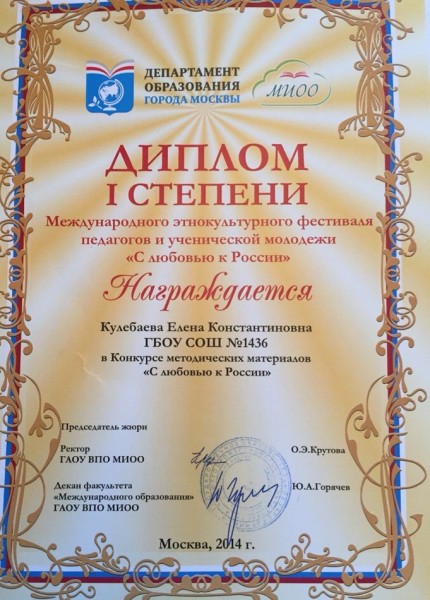 ДЕПАРТАМЕНТ
ОБРАЗОВАНИЯ
ГОРОДА МОСКВЫ
МИОО
ДИПЛОМ
I СТЕПЕНИ
Международного этнокультурного фестиваля
педагогов и ученической молодежи
«С любовью к России»
Награждается
Кулебаева Елена Константиновна
ГБОУ СОШ №1436
в Конкурсе методических материалов
«С любовью к России»
Председатель жюри
Ректор
ГАОУ ВПО МИОО
О.Э.Крутова
Декан факультета
«Международного образования»
ГАОУ ВПО МИОО
Ю.А.Горячев
Москва, 2014 г.